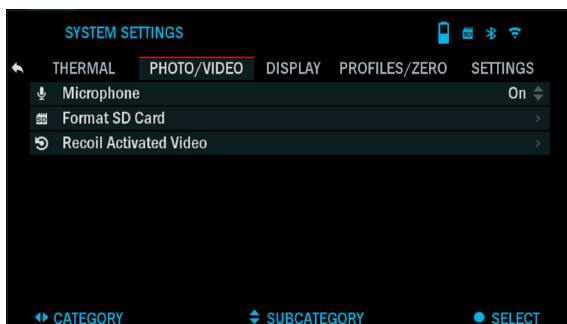 SYSTEM SETTINGS
THERMAL PHOTO/VIDEO DISPLAY PROFILES/ZERO SETTINGS
Microphone On
SD Format SD Card
Recoil Activated Video
CATEGORY SUBCATEGORY SELECT